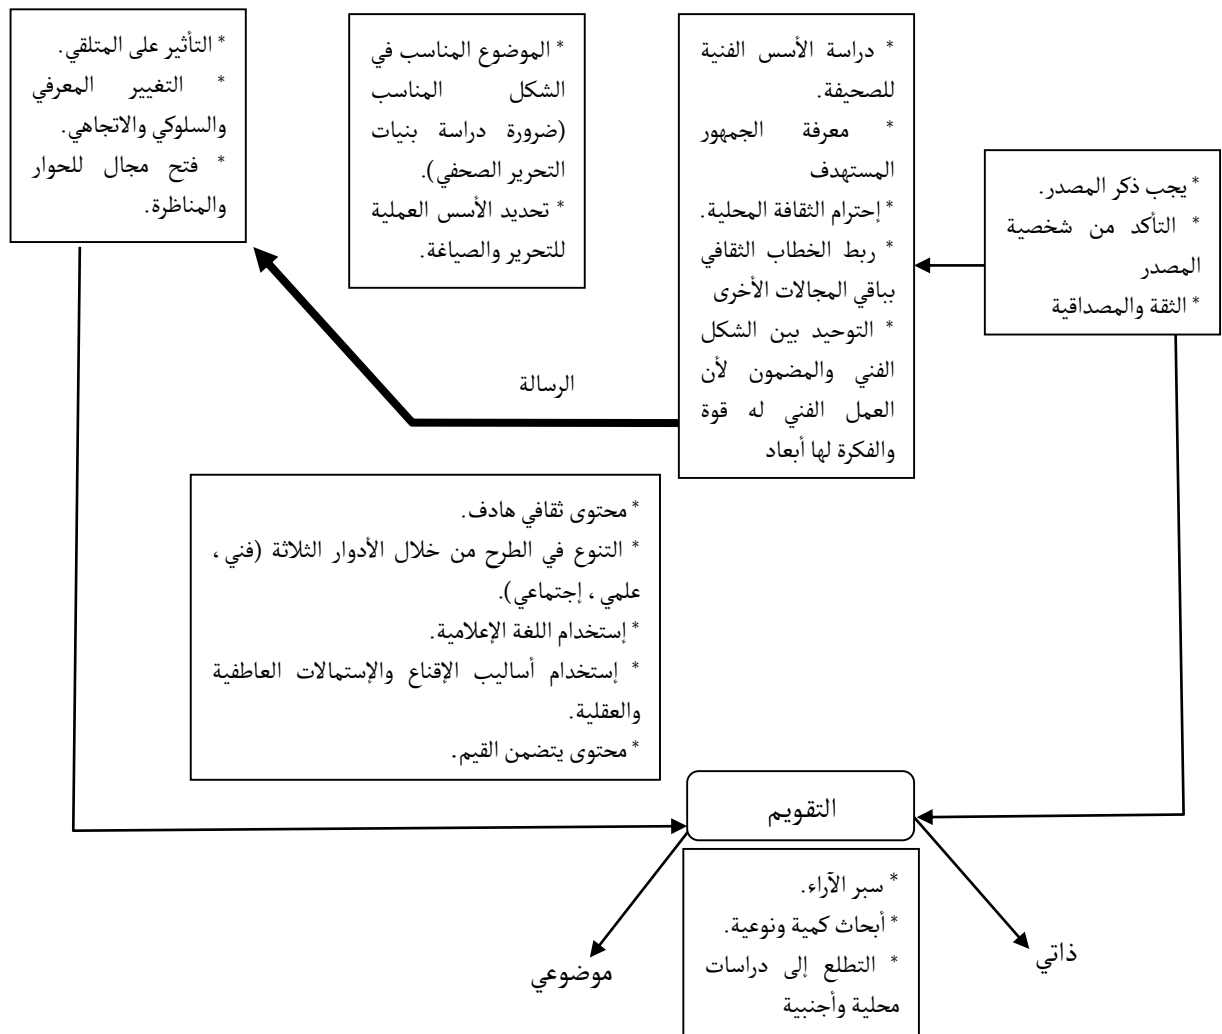 * يجب ذكر المصدر.
* التأكد من شخصية
المصدر
* الثقة والمصداقية
* دراسة الأسس الفنية
للصحيفة.
* معرفة الجمهور
المستهدف
* إحترام الثقافة المحلية.
* ربط الخطاب الثقافي
بباقي المجالات الأخرى
* التوحيد بين الشكل
الفني والمضمون لأن
العمل الفني له قوة
والفكرة لها أبعاد
* الموضوع المناسب في
الشكل المناسب
(ضرورة دراسة بنيات
التحرير الصحفي).
* تحديد الأسس العملية
للتحرير والصياغة.
* التأثير على المتلقي.
* التغيير المعرفي
والسلوكي والاتجاهي.
* فتح مجال للحوار
والمناظرة.
الرسالة
* محتوى ثقافي هادف.
* التنوع في الطرح من خلال الأدوار الثلاثة (فني ،
علمي ، إجتماعي).
* إستخدام اللغة الإعلامية.
* إستخدام أساليب الإقناع والإستمالات العاطفية
والعقلية.
* محتوى يتضمن القيم.
التقويم
* سبر الآراء.
* أبحاث كمية ونوعية.
* التطلع إلى دراسات
محلية وأجنبية
ذاتي
موضوعي